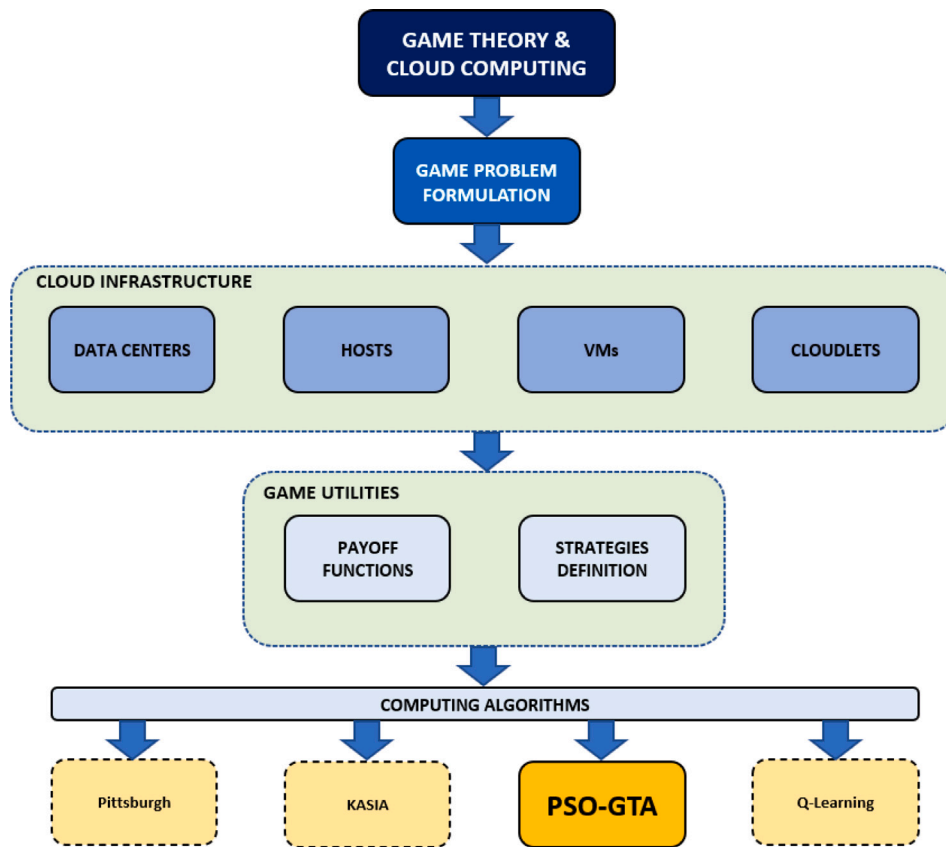 GAME THEORY &
CLOUD COMPUTING
GAME PROBLEM
FORMULATION
CLOUD INFRASTRUCTURE
DATA CENTERS
HOSTS
VMs
CLOUDLETS
GAME UTILITIES
PAYOFF
FUNCTIONS
STRATEGIES
DEFINITION
COMPUTING ALGORITHMS
Pittsburgh
KASIA
PSO-GTA
Q-Learning